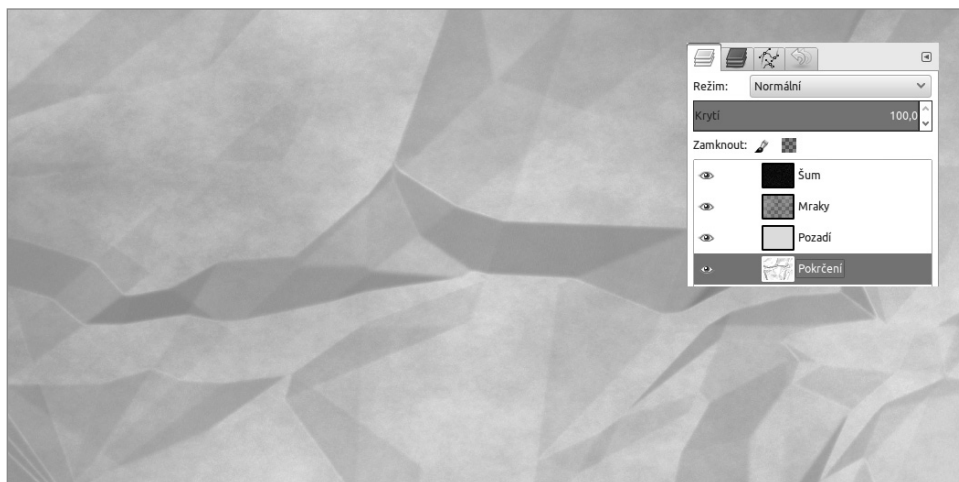 Režim: Normální
Krytí 100,0
Zamknout:
Šum
Mraky
Pozadí
Pokrčení